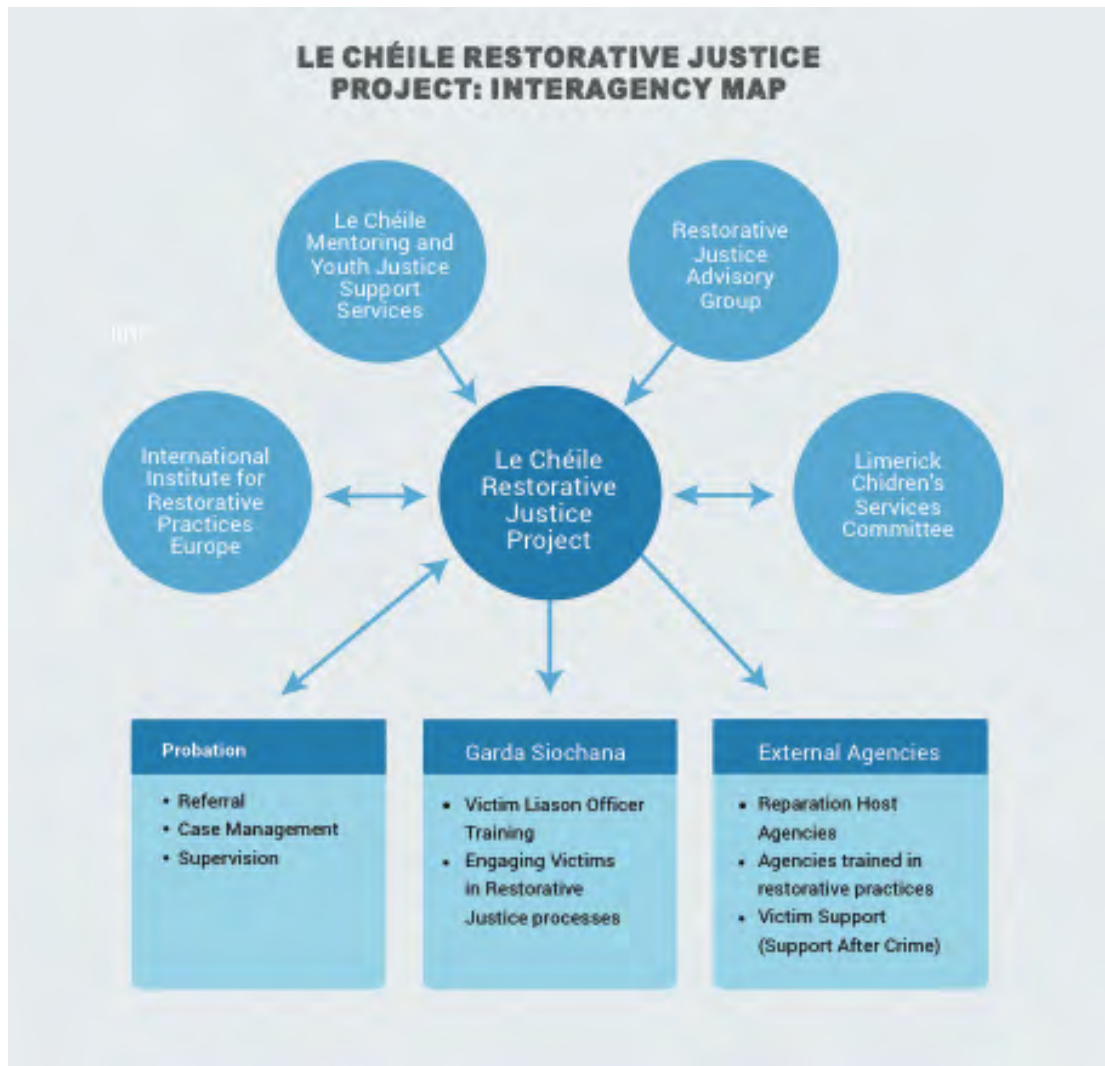 LE CHÉILE RESTORATIVE JUSTICE
PROJECT: INTERAGENCY MAP
Le Chéile
Mentoring and
Youth Justice
Support
Services
Restorative
Justice
Advisory
Group
International
Institute for
Restorative
Practices
Europe
Le Chéile
Restorative
Justice
Project
Limerick
Chidren's
Services
Committee
Probation
• Referral
• Case Management
• Supervision
Garda Siochana
• Victim Liason Officer
Training
• Engaging Victims
in Restorative
Justice processes
External Agencies
• Reparation Host
Agencies
• Agencies trained in
restorative practices
• Victim Support
(Support After Crime)